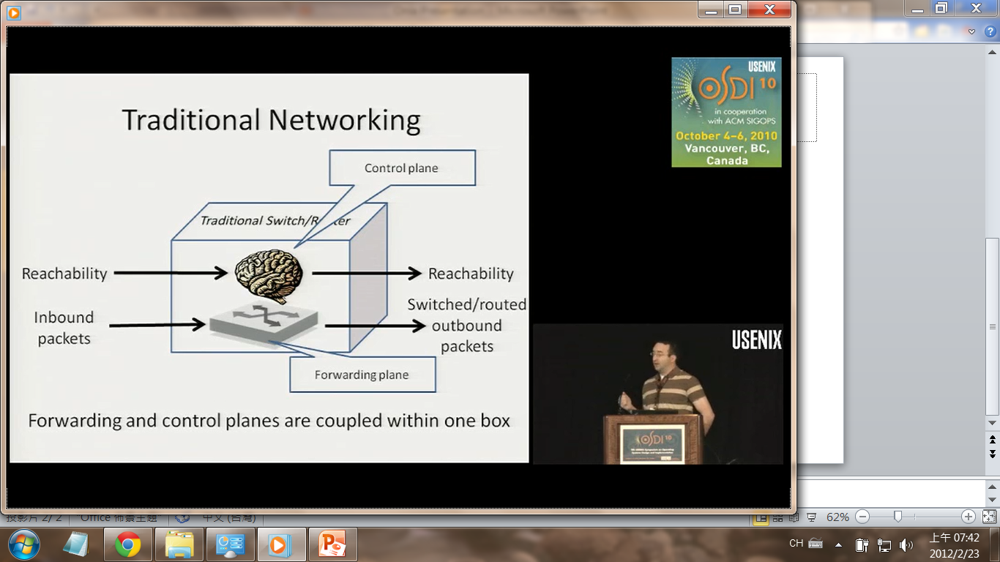 Traditional Networking
Control plane
Traditional Switch/R ter
Reachability
Reachability
Inbound
packets
Switched/routed
outbound
packets
Forwarding plane
Forwarding and control planes are coupled within one box
USENIX
OSDI 10
in cooperation
with ACM SIGOPS
October 4–6, 2010
Vancouver, BC,
Canada
USENIX
OSDI 10
投影片 2/ 2 "Office 佈景主題" 中文 (台灣) 62%
CH
上午 07:42
2012/2/23